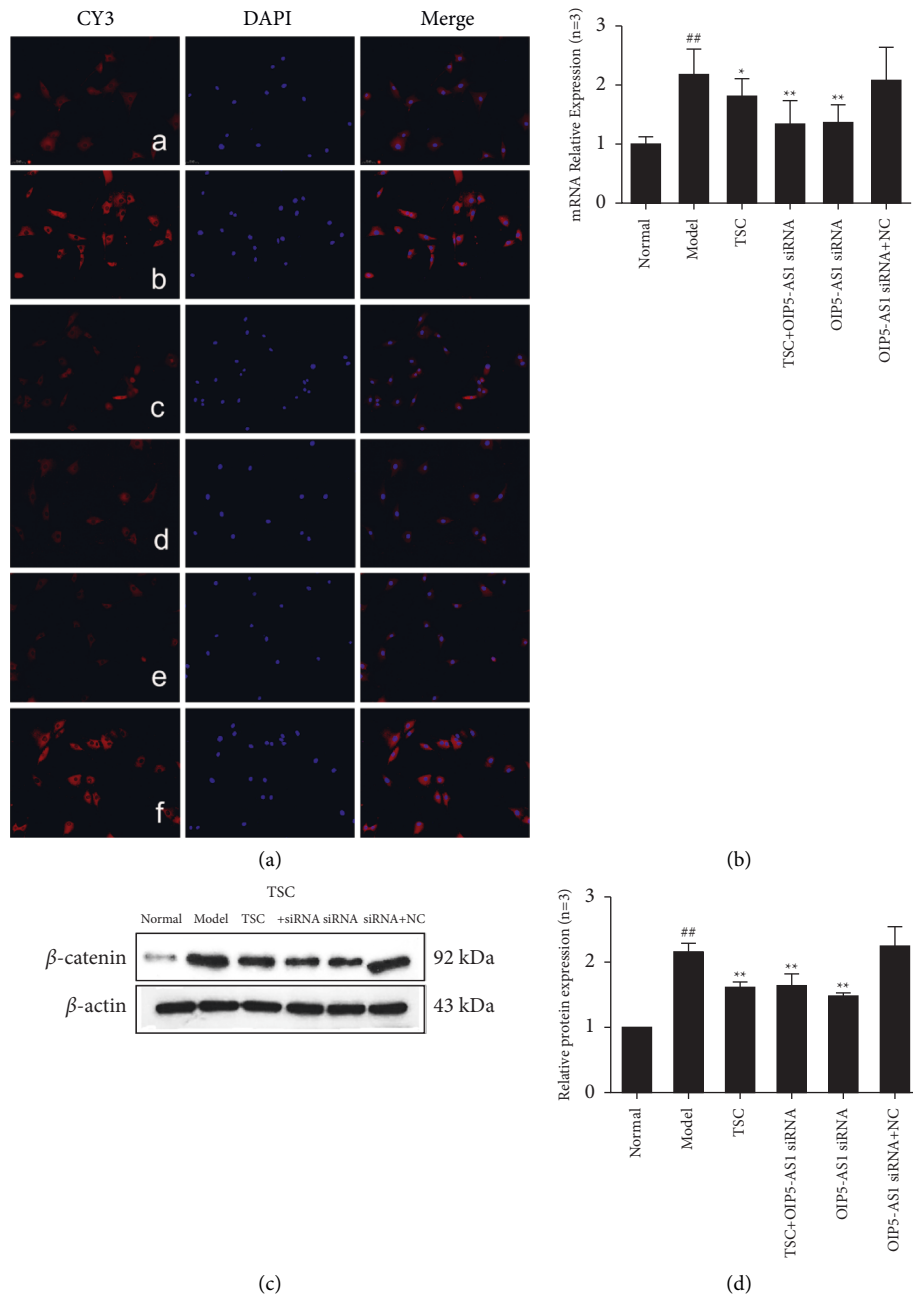 CY3 DAPI Merge
a
b
c
d
e
f
(a)
mRNA Relative Expression (n=3)
3
2
1
0
##
*
**
**
Normal
Model
TSC
TSC+OIP5-AS1 siRNA
OIP5-AS1 siRNA
OIP5-AS1 siRNA+NC
(b)
TSC
Normal Model TSC +siRNA siRNA siRNA+NC
β-catenin 92 kDa
β-actin 43 kDa
(c)
Relative protein expression (n=3)
3
2
1
0
##
**
**
**
Normal
Model
TSC
TSC+OIP5-AS1 siRNA
OIP5-AS1 siRNA
OIP5-AS1 siRNA+NC
(d)